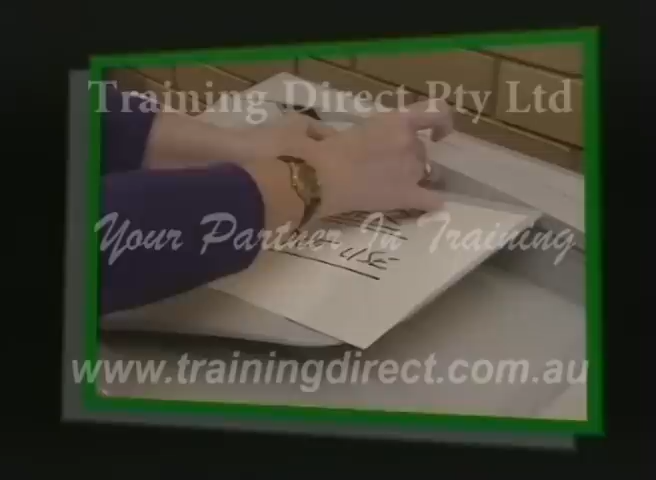 Training Direct Pty Ltd
Your Partner In Training
www.trainingdirect.com.au